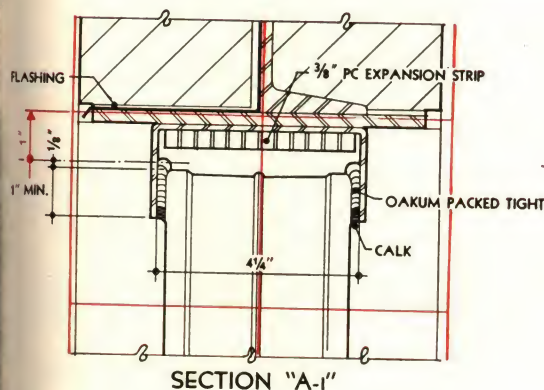 FLASHING
3/8" PC EXPANSION STRIP
1"
1/8"
1" MIN.
OAKUM PACKED TIGHT
CALK
4 1/4"
SECTION "A-1"